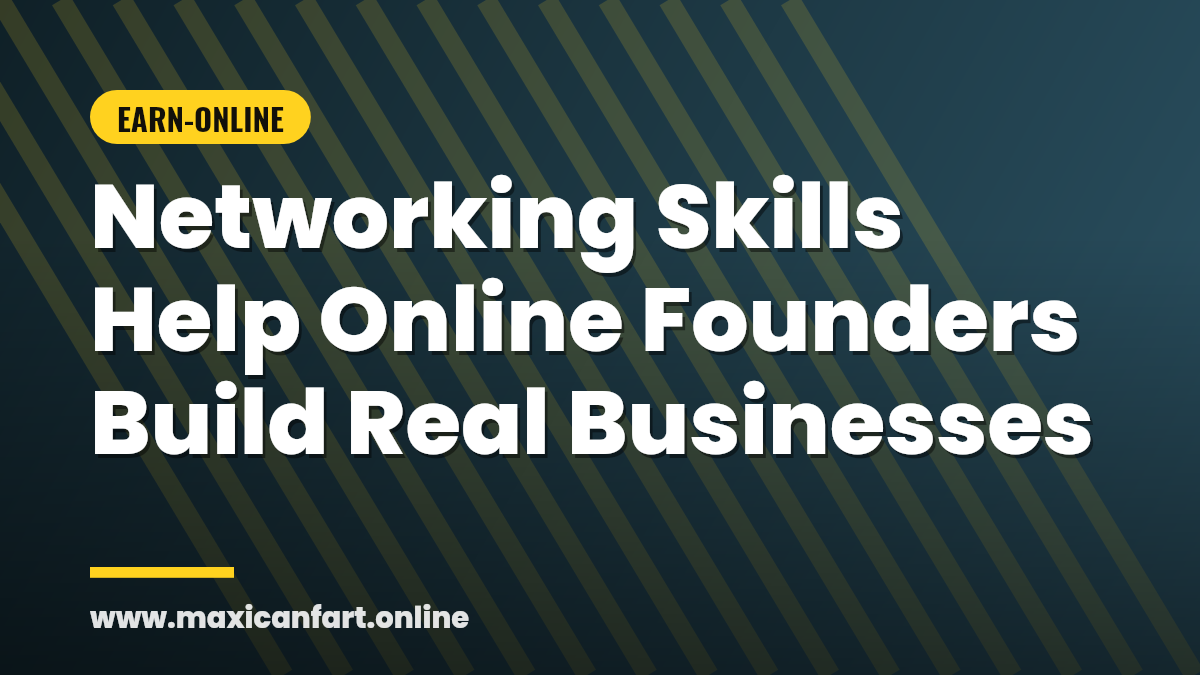 EARN-ONLINE
Networking Skills
Help Online Founders
Build Real Businesses
www.maxicanfart.online